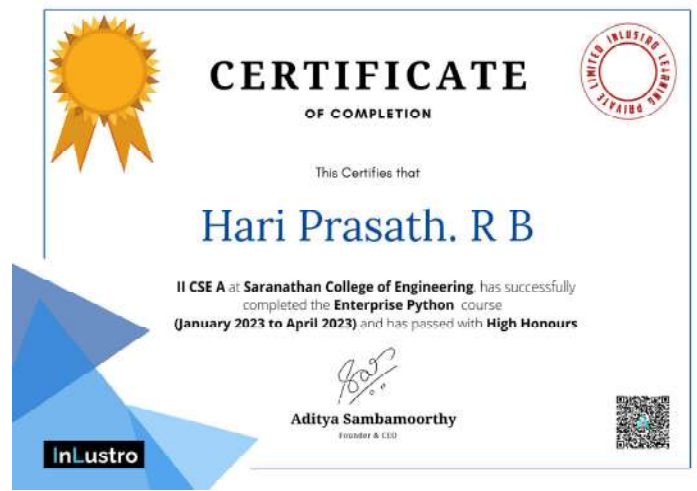 CERTIFICATE
OF COMPLETION
INLUSTRO LEARNING PRIVATE LIMITED
This Certifies that
Hari Prasath. R B
II CSE A at Saranathan College of Engineering has successfully
completed the Enterprise Python course
(January 2023 to April 2023) and has passed with High Honours
Aditya Sambamoorthy
Founder & CEO
InLustro